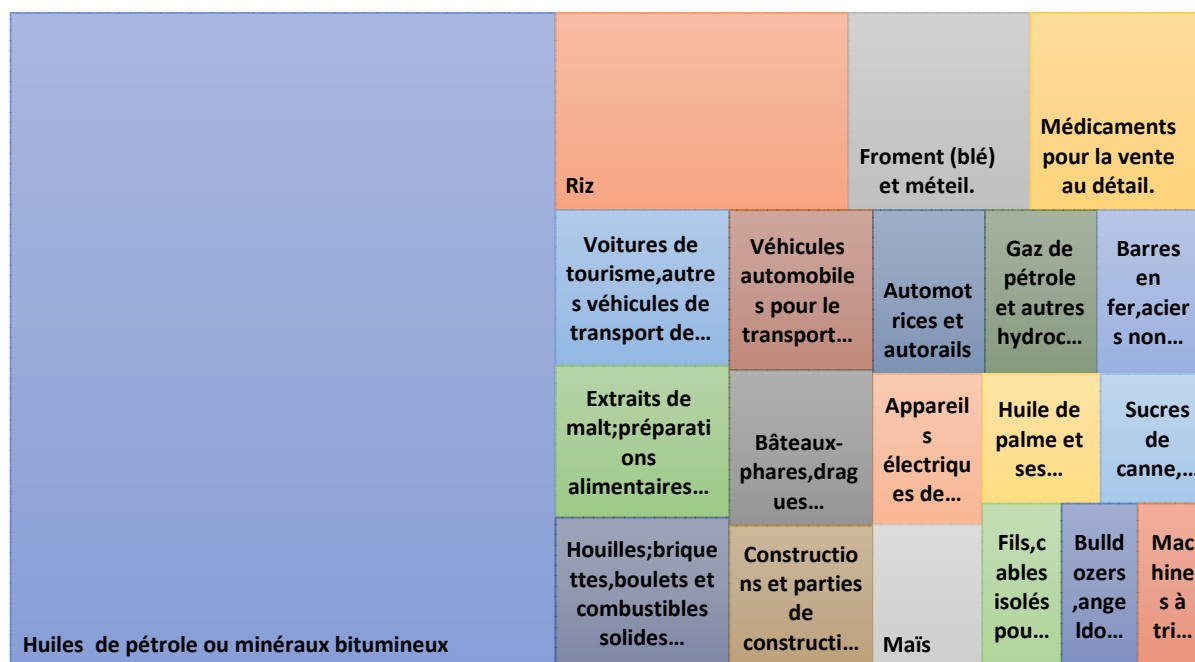 Huiles  de pétrole ou minéraux bitumineux
Riz
Froment (blé)
et méteil.
Médicaments
pour la vente
au détail.
Voitures de
tourisme,autre
s véhicules de
transport de…
Véhicules
automobile
s pour le
transport…
Automot
rices et
autorails
Gaz de
pétrole
et autres
hydroc…
Barres
en
fer,acier
s non…
Extraits de
malt;préparati
ons
alimentaires…
Bâteaux-
phares,drag
ues…
Appareil
s
électriqu
es de…
Huile de
palme et
ses…
Sucres
de
canne,…
Houilles;brique
ttes,boulets et
combustibles
solides…
Constructio
ns et parties
de
constructi…
Maïs
Fils,c
ables
isolés
pou…
Bulld
ozers
,ange
ldo…
Mac
hine
s à
tri…